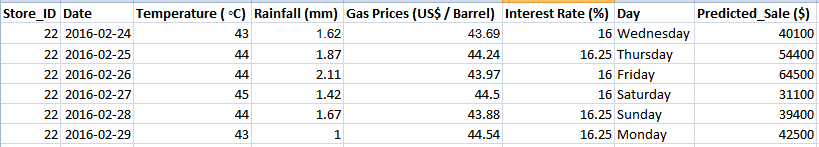 Store_ID Date Temperature ( °C) Rainfall (mm) Gas Prices (US$ / Barrel) Interest Rate (%) Day Predicted_Sale ($)
22 2016-02-24 43 1.62 43.69 16 Wednesday 40100
22 2016-02-25 44 1.87 44.24 16.25 Thursday 54400
22 2016-02-26 44 2.11 43.97 16 Friday 64500
22 2016-02-27 45 1.42 44.5 16 Saturday 31100
22 2016-02-28 44 1.67 43.88 16.25 Sunday 39400
22 2016-02-29 43 1 44.54 16.25 Monday 42500